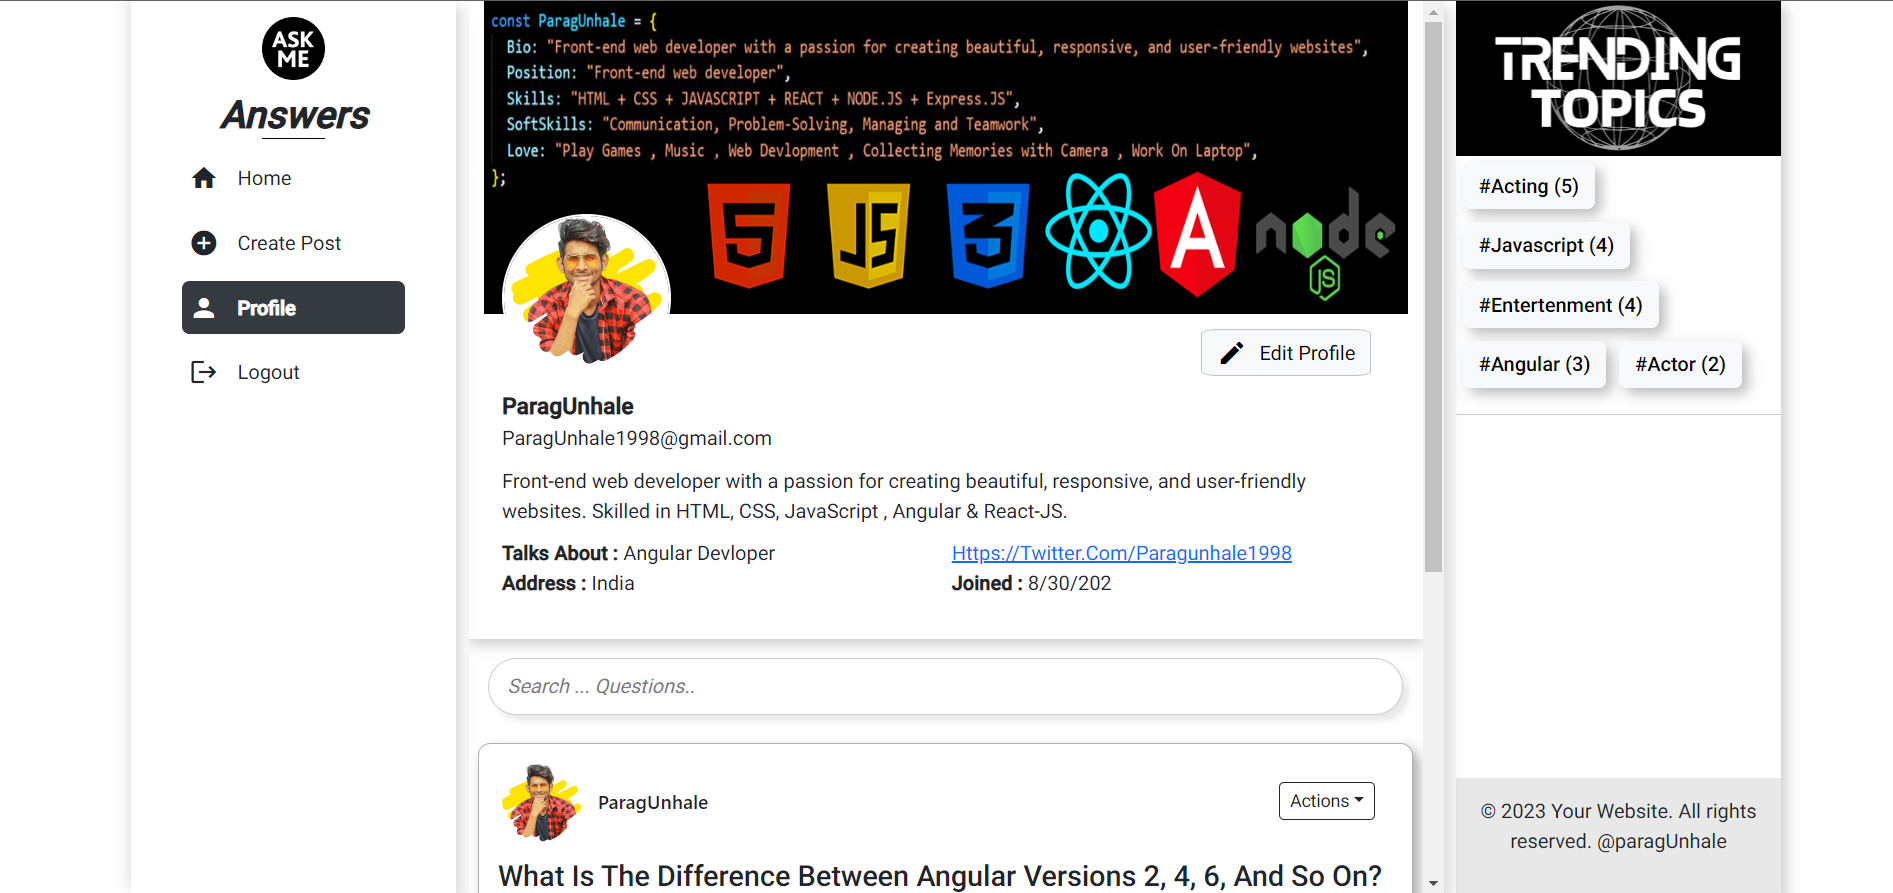 ASK
ME
Answers
Home
Create Post
Profile
Logout
const ParagUnhale = {
Bio: "Front-end web developer with a passion for creating beautiful, responsive, and user-friendly websites",
Position: "Front-end web developer",
Skills: "HTML + CSS + JAVASCRIPT + REACT + NODE.JS + Express.JS",
SoftSkills: "Communication, Problem-Solving, Managing and Teamwork",
Love: "Play Games , Music , Web Devlopment , Collecting Memories with Camera , Work On Laptop",
};
5
JS
3
A
node
JS
Edit Profile
ParagUnhale
ParagUnhale1998@gmail.com
Front-end web developer with a passion for creating beautiful, responsive, and user-friendly
websites. Skilled in HTML, CSS, JavaScript , Angular & React-JS.
Talks About : Angular Devloper
Https://Twitter.Com/Paragunhale1998
Address : India
Joined : 8/30/202
Search ... Questions..
ParagUnhale
Actions
What Is The Difference Between Angular Versions 2, 4, 6, And So On?
TRENDING
TOPICS
#Acting (5)
#Javascript (4)
#Entertenment (4)
#Angular (3)
#Actor (2)
© 2023 Your Website. All rights
reserved. @paragUnhale